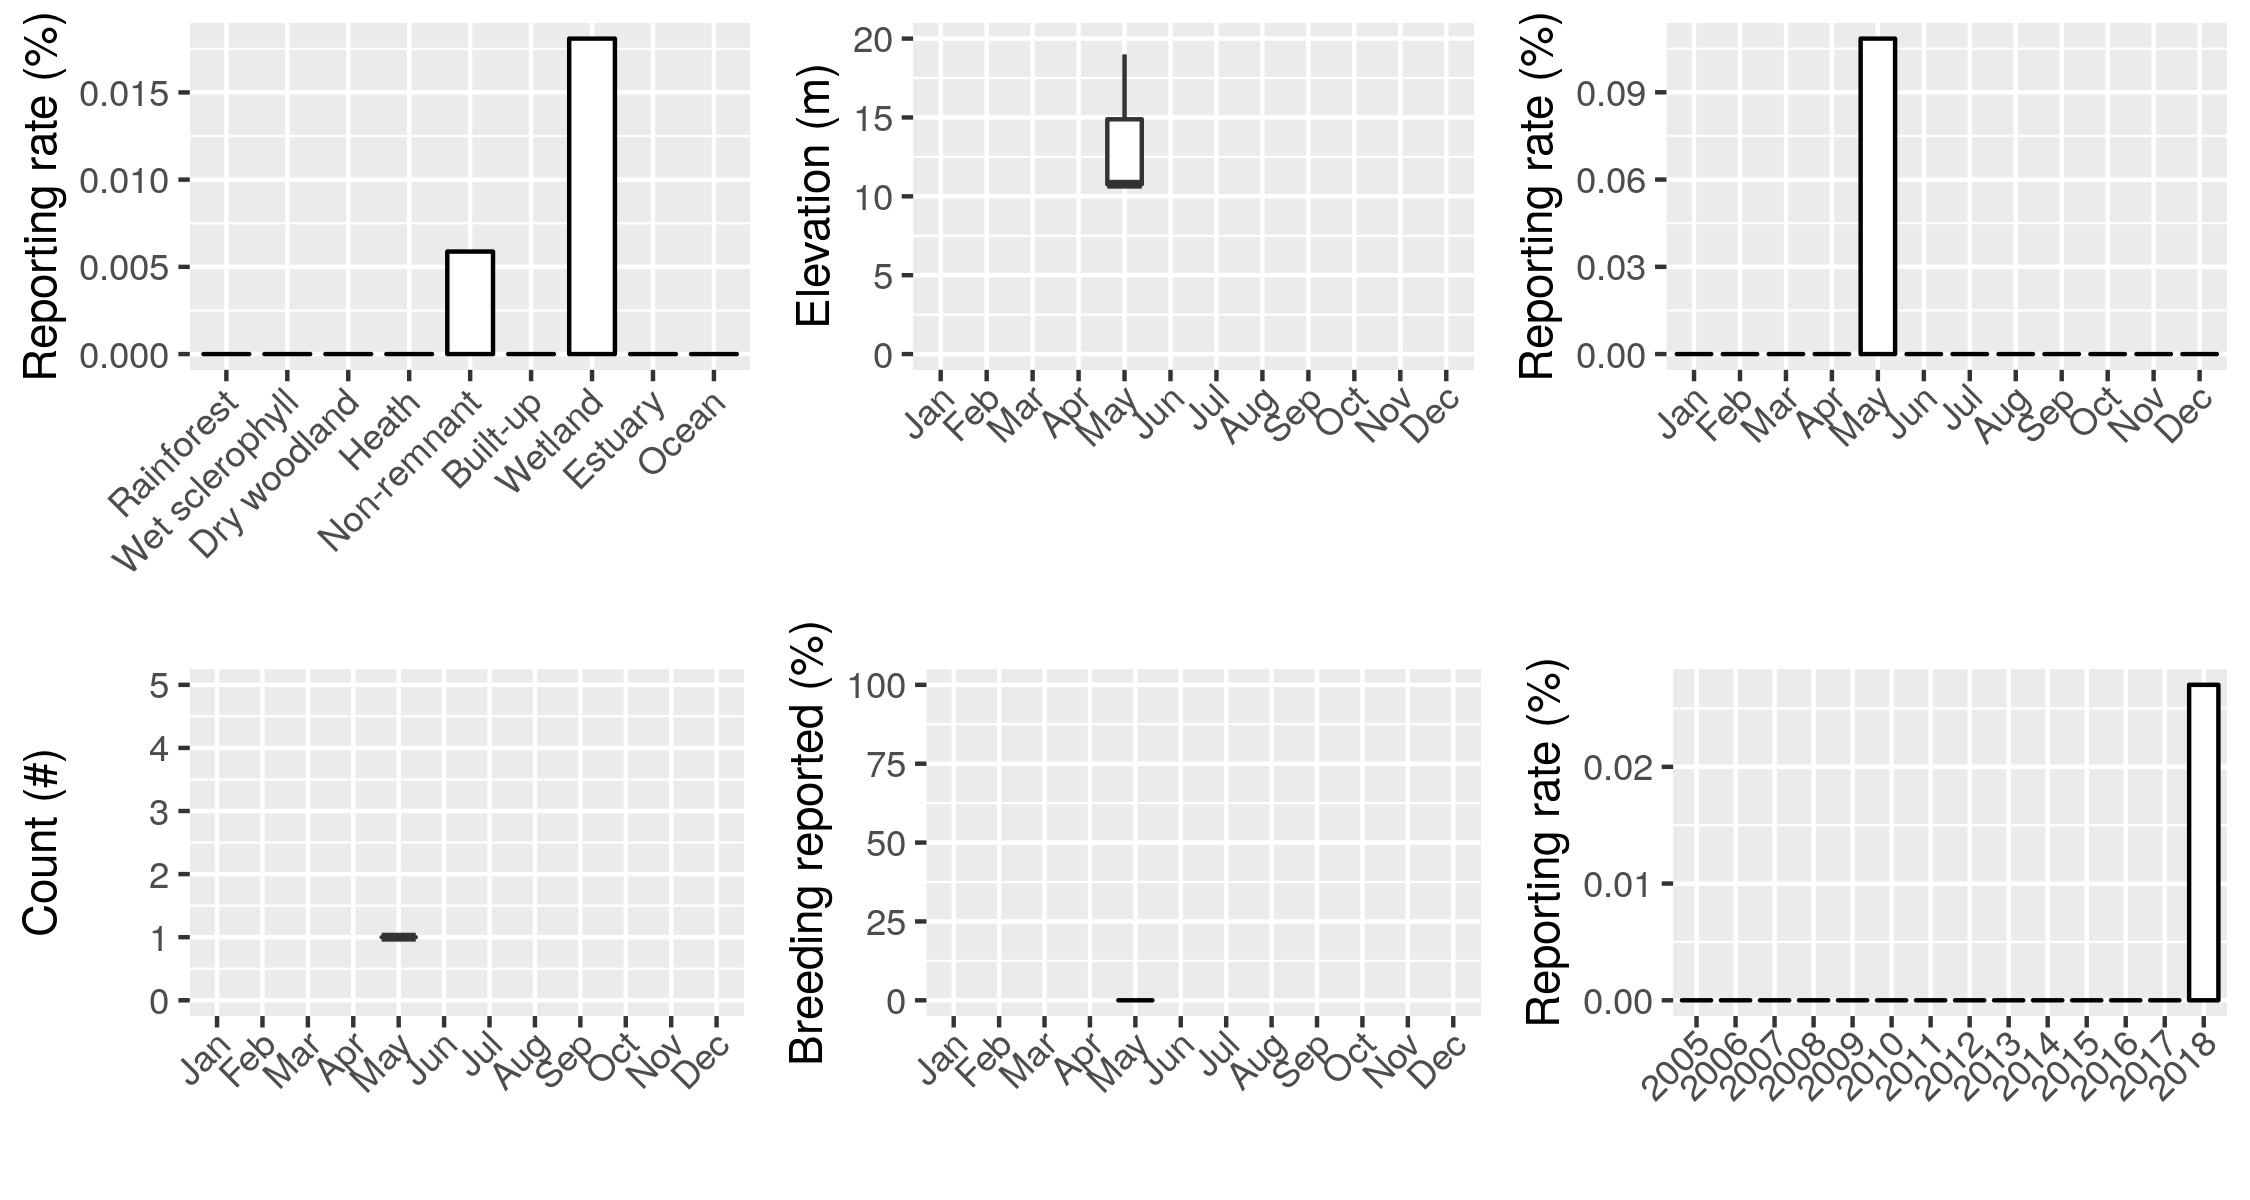 Reporting rate (%)
0.015
0.010
0.005
0.000
Rainforest
Wet sclerophyll
Dry woodland
Heath
Non-remnant
Built-up
Wetland
Estuary
Ocean
Elevation (m)
20
15
10
5
0
Jan
Feb
Mar
Apr
May
Jun
Jul
Aug
Sep
Oct
Nov
Dec
Reporting rate (%)
0.09
0.06
0.03
0.00
Jan
Feb
Mar
Apr
May
Jun
Jul
Aug
Sep
Oct
Nov
Dec
Count (#)
5
4
3
2
1
0
Jan
Feb
Mar
Apr
May
Jun
Jul
Aug
Sep
Oct
Nov
Dec
Breeding reported (%)
100
75
50
25
0
Jan
Feb
Mar
Apr
May
Jun
Jul
Aug
Sep
Oct
Nov
Dec
Reporting rate (%)
0.02
0.01
0.00
2005
2006
2007
2008
2009
2010
2011
2012
2013
2014
2015
2016
2017
2018